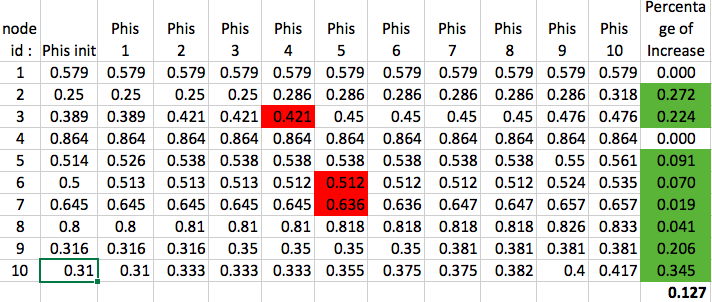 node id : Phis init Phis 1 Phis 2 Phis 3 Phis 4 Phis 5 Phis 6 Phis 7 Phis 8 Phis 9 Phis 10 Percenta ge of Increase
1 0.579 0.579 0.579 0.579 0.579 0.579 0.579 0.579 0.579 0.579 0.579 0.000
2 0.25 0.25 0.25 0.25 0.286 0.286 0.286 0.286 0.286 0.286 0.318 0.272
3 0.389 0.389 0.421 0.421 0.421 0.45 0.45 0.45 0.45 0.476 0.476 0.224
4 0.864 0.864 0.864 0.864 0.864 0.864 0.864 0.864 0.864 0.864 0.864 0.000
5 0.514 0.526 0.538 0.538 0.538 0.538 0.538 0.538 0.538 0.55 0.561 0.091
6 0.5 0.513 0.513 0.513 0.512 0.512 0.512 0.512 0.512 0.524 0.535 0.070
7 0.645 0.645 0.645 0.645 0.645 0.636 0.636 0.647 0.647 0.657 0.657 0.019
8 0.8 0.8 0.81 0.81 0.81 0.818 0.818 0.818 0.818 0.826 0.833 0.041
9 0.316 0.316 0.316 0.35 0.35 0.35 0.35 0.381 0.381 0.381 0.381 0.206
10 0.31 0.31 0.333 0.333 0.333 0.355 0.375 0.375 0.382 0.4 0.417 0.345
0.127